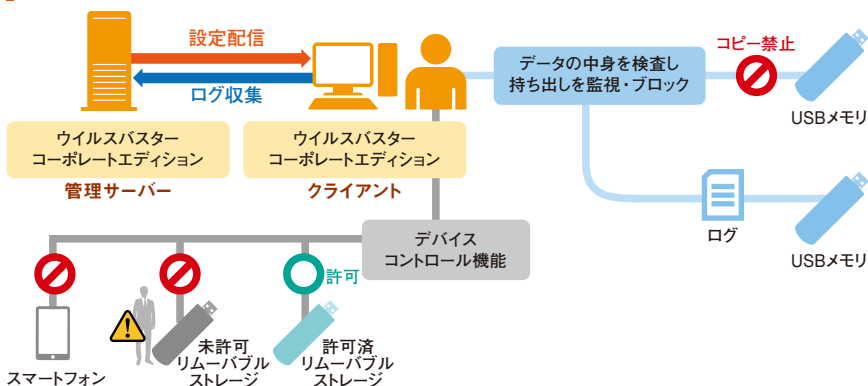 設定配信
ログ収集
ウイルスバスター
コーポレートエディション
管理サーバー
ウイルスバスター
コーポレートエディション
クライアント
データの中身を検査し
持ち出しを監視・ブロック
コピー禁止
USBメモリ
ログ
USBメモリ
デバイス
コントロール機能
許可
スマートフォン
未許可
リムーバブル
ストレージ
許可済
リムーバブル
ストレージ